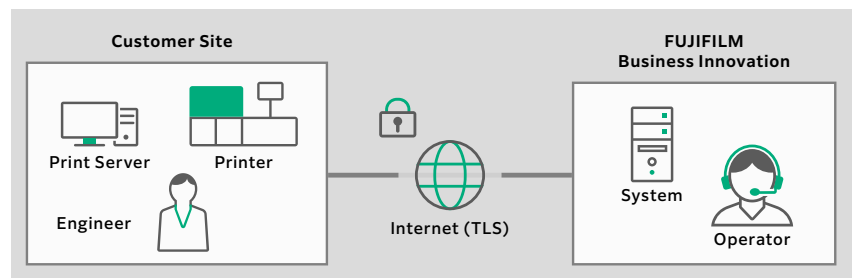 Customer Site
FUJIFILM
Business Innovation
Print Server
Printer
Engineer
Internet (TLS)
System
Operator